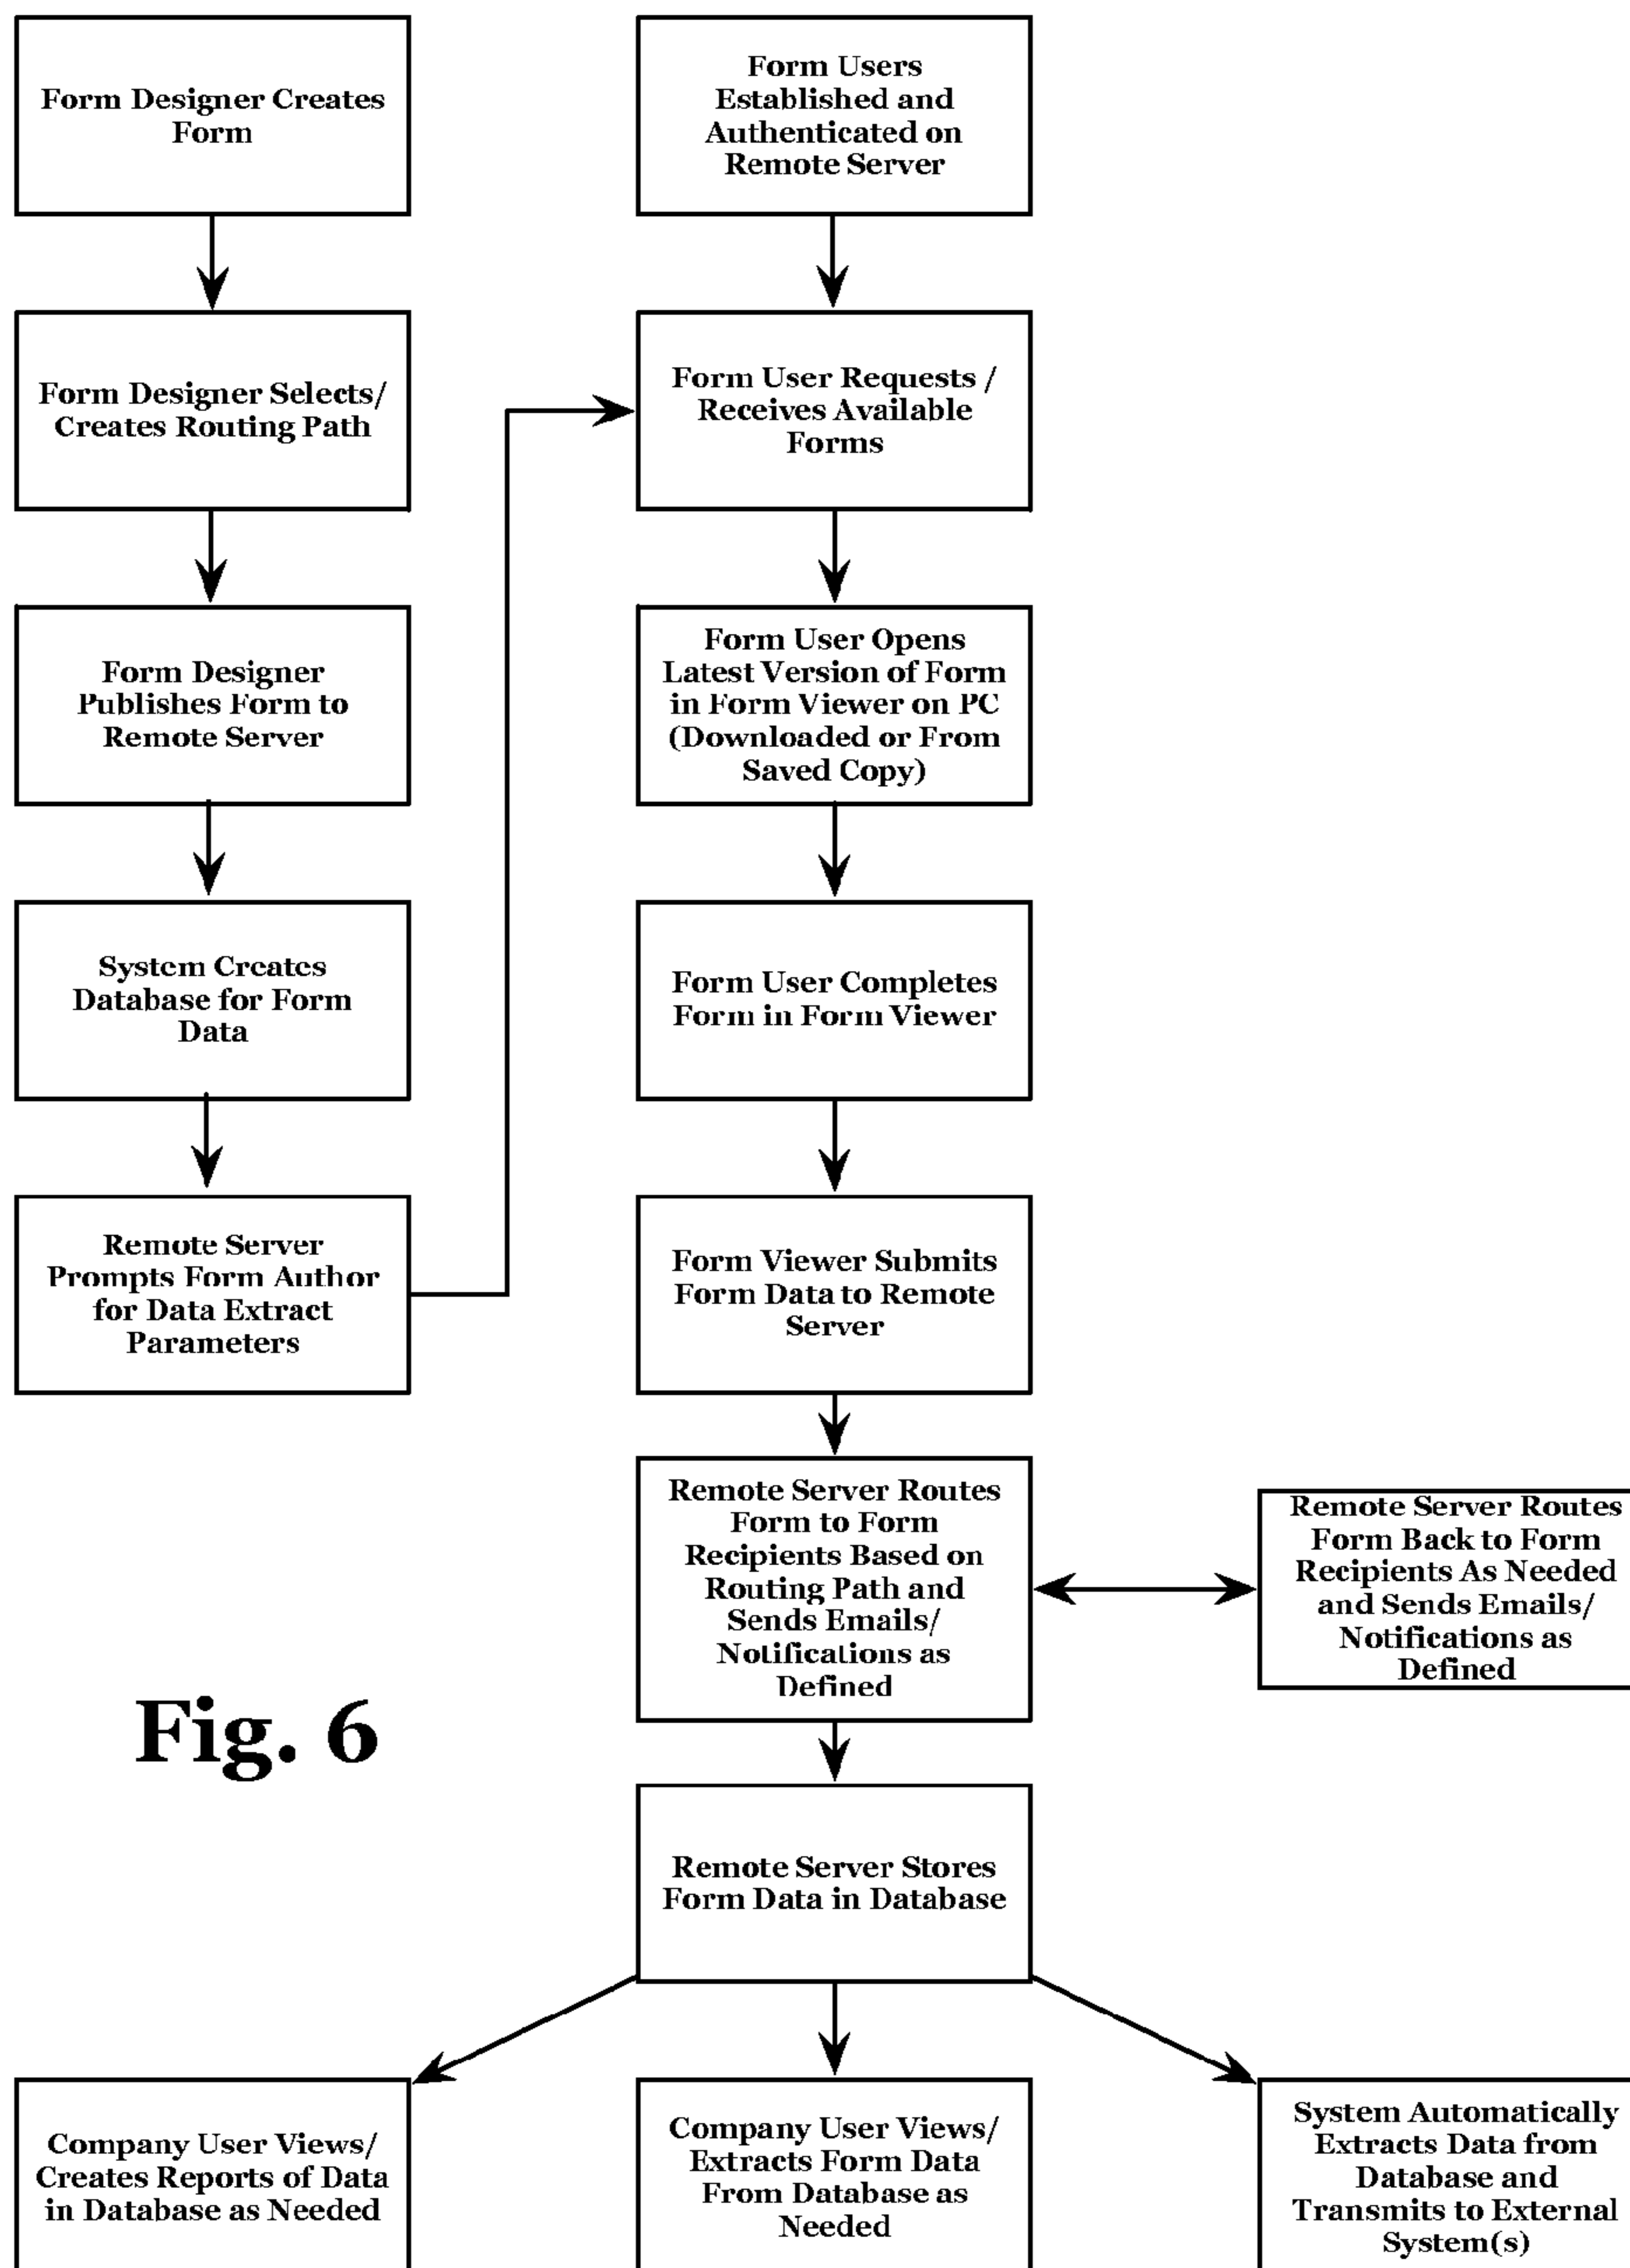 Form Designer Creates
Form
Form Users
Established and
Authenticated on
Remote Server
Form Designer Selects/
Creates Routing Path
Form User Requests /
Receives Available
Forms
Form Designer
Publishes Form to
Remote Server
Form User Opens
Latest Version of Form
in Form Viewer on PC
(Downloaded or From
Saved Copy)
System Creates
Database for Form
Data
Form User Completes
Form in Form Viewer
Remote Server
Prompts Form Author
for Data Extract
Parameters
Form Viewer Submits
Form Data to Remote
Server
Remote Server Routes
Form to Form
Recipients Based on
Routing Path and
Sends Emails/
Notifications as
Defined
Remote Server Routes
Form Back to Form
Recipients As Needed
and Sends Emails/
Notifications as
Defined
Fig. 6
Remote Server Stores
Form Data in Database
Company User Views/
Creates Reports of Data
in Database as Needed
Company User Views/
Extracts Form Data
From Database as
Needed
System Automatically
Extracts Data from
Database and
Transmits to External
System(s)